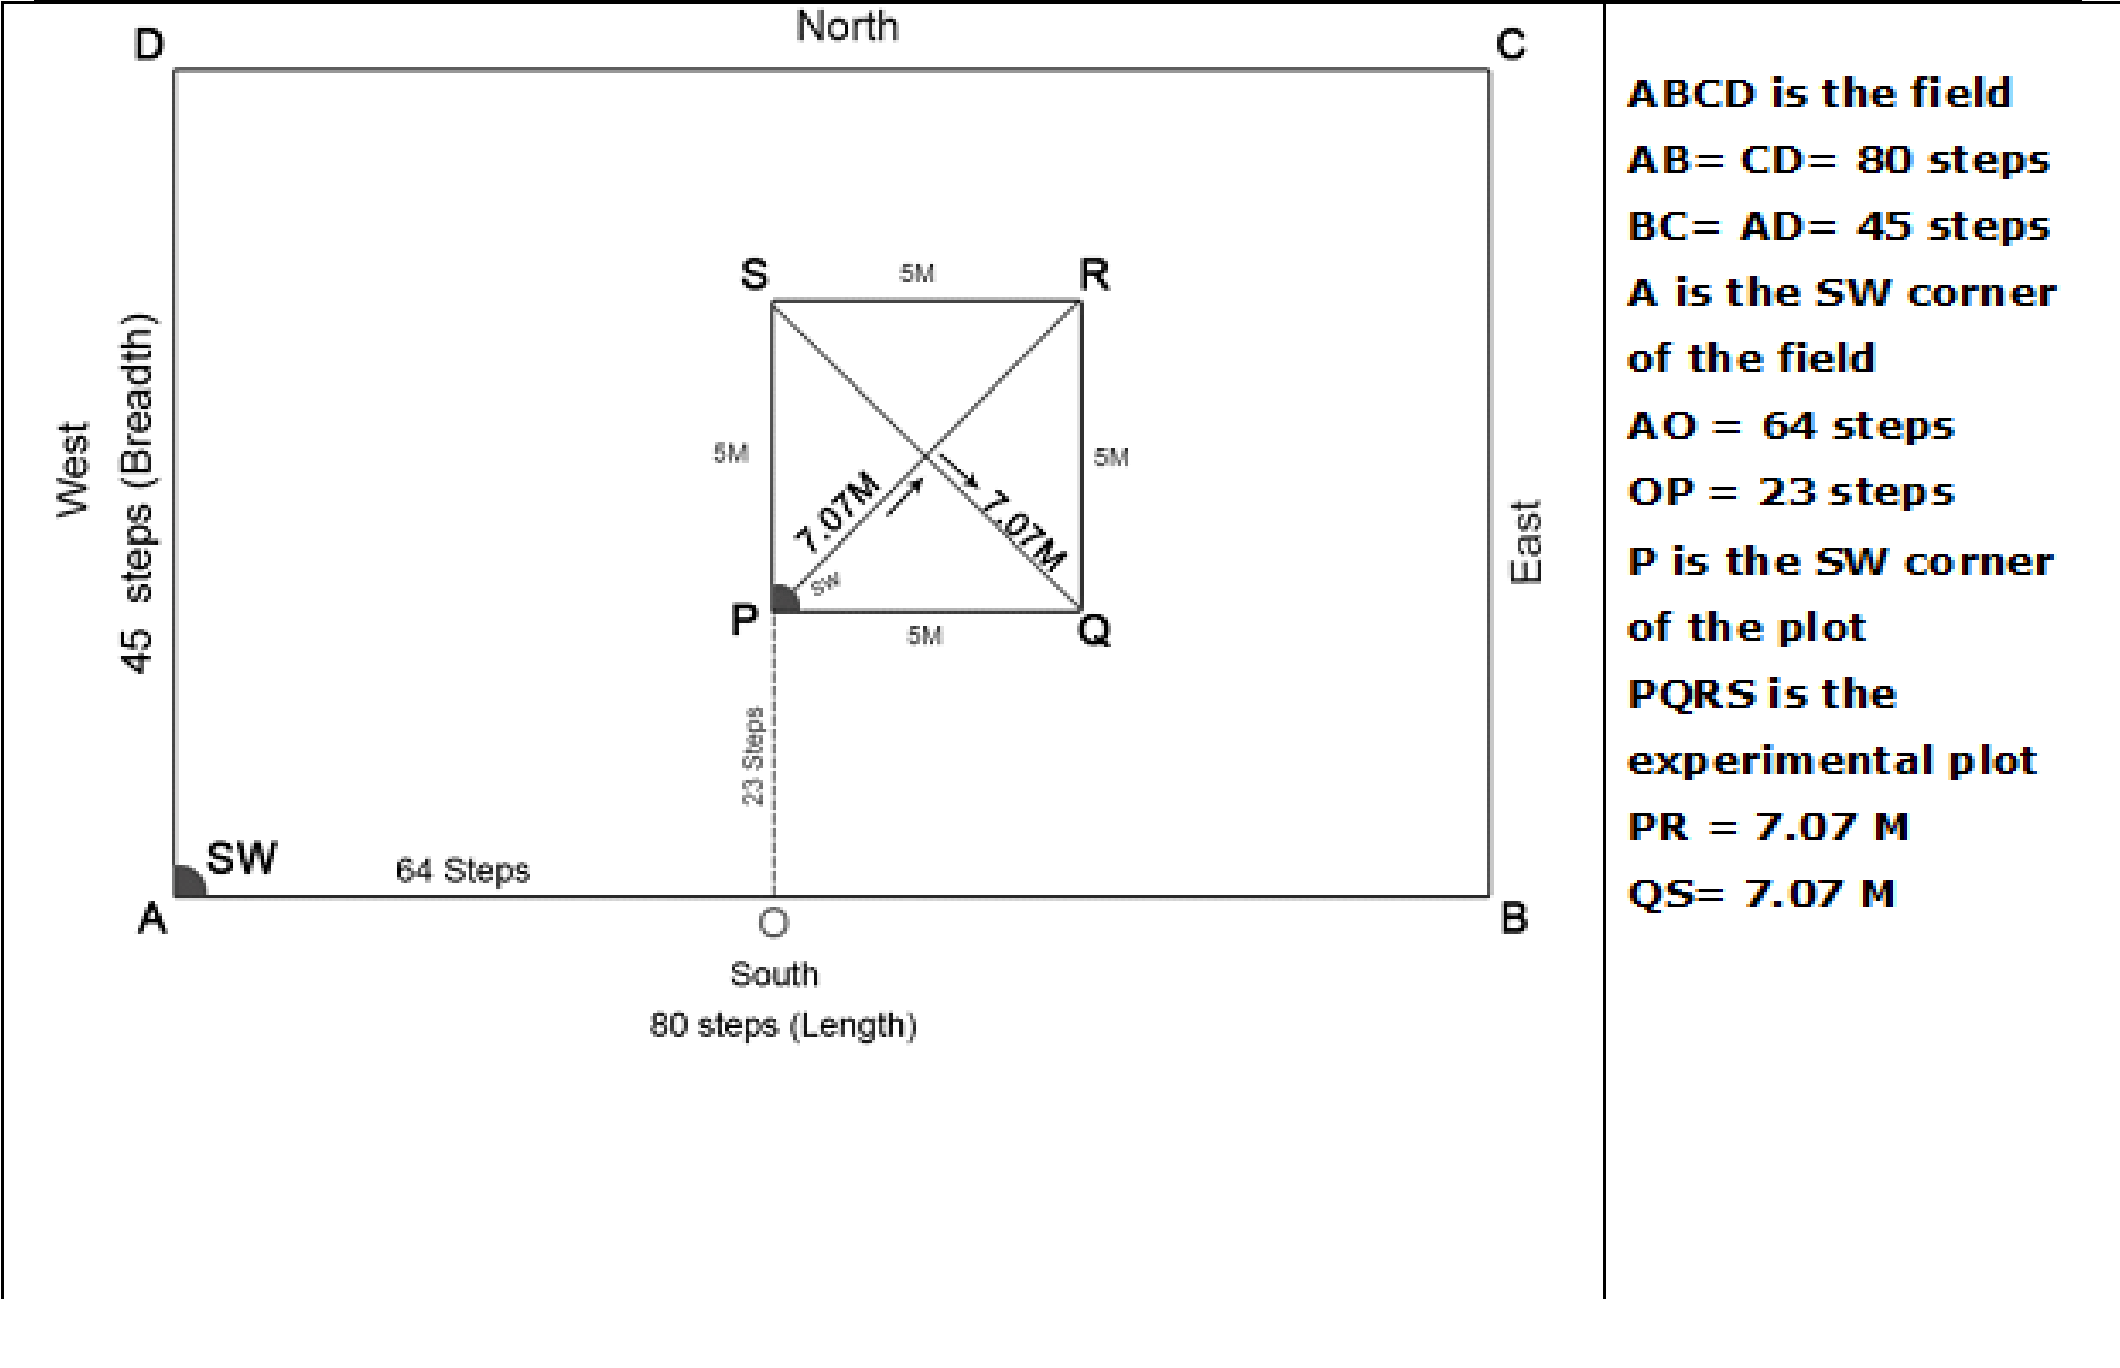 North
D
C
S
5M
R
West
45 steps (Breadth)
5M
5M
7.07M
7.07M
SW
East
P
Q
5M
23 Steps
SW
64 Steps
A
O
B
South
80 steps (Length)
ABCD is the field
AB= CD= 80 steps
BC= AD= 45 steps
A is the SW corner
of the field
AO = 64 steps
OP = 23 steps
P is the SW corner
of the plot
PQRS is the
experimental plot
PR = 7.07 M
QS= 7.07 M